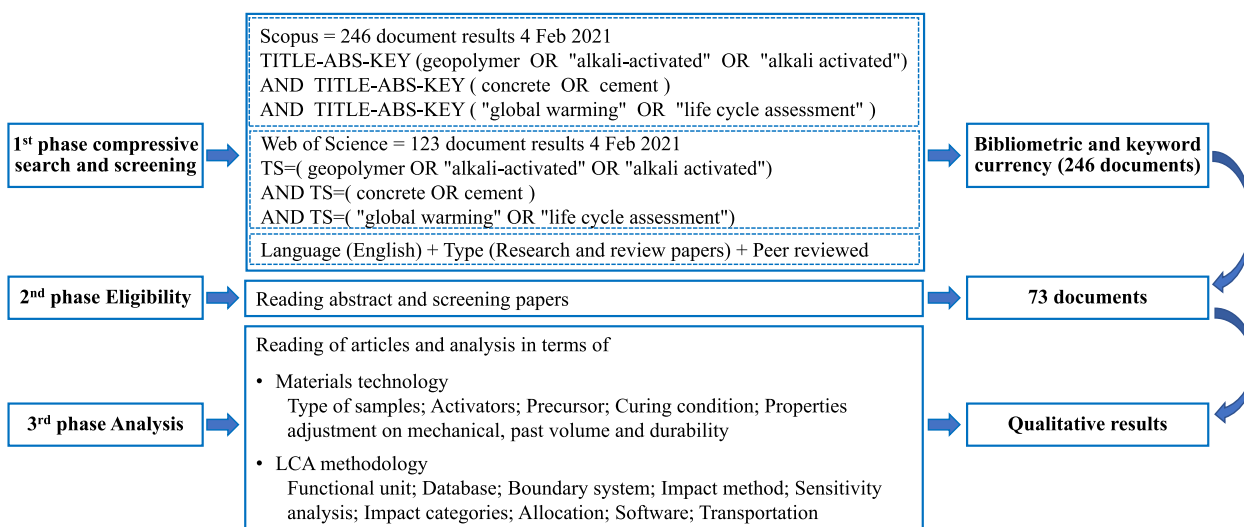 Scopus = 246 document results 4 Feb 2021
TITLE-ABS-KEY (geopolymer OR "alkali-activated" OR "alkali activated")
AND TITLE-ABS-KEY ( concrete OR cement )
AND TITLE-ABS-KEY ( "global warming" OR "life cycle assessment" )
1st phase compressive
search and screening
Web of Science = 123 document results 4 Feb 2021
TS=( geopolymer OR "alkali-activated" OR "alkali activated")
AND TS=( concrete OR cement )
AND TS=( "global warming" OR "life cycle assessment")
Language (English) + Type (Research and review papers) + Peer reviewed
Bibliometric and keyword
currency (246 documents)
2nd phase Eligibility
Reading abstract and screening papers
73 documents
3rd phase Analysis
Reading of articles and analysis in terms of
• Materials technology
Type of samples; Activators; Precursor; Curing condition; Properties
adjustment on mechanical, past volume and durability
• LCA methodology
Functional unit; Database; Boundary system; Impact method; Sensitivity
analysis; Impact categories; Allocation; Software; Transportation
Qualitative results